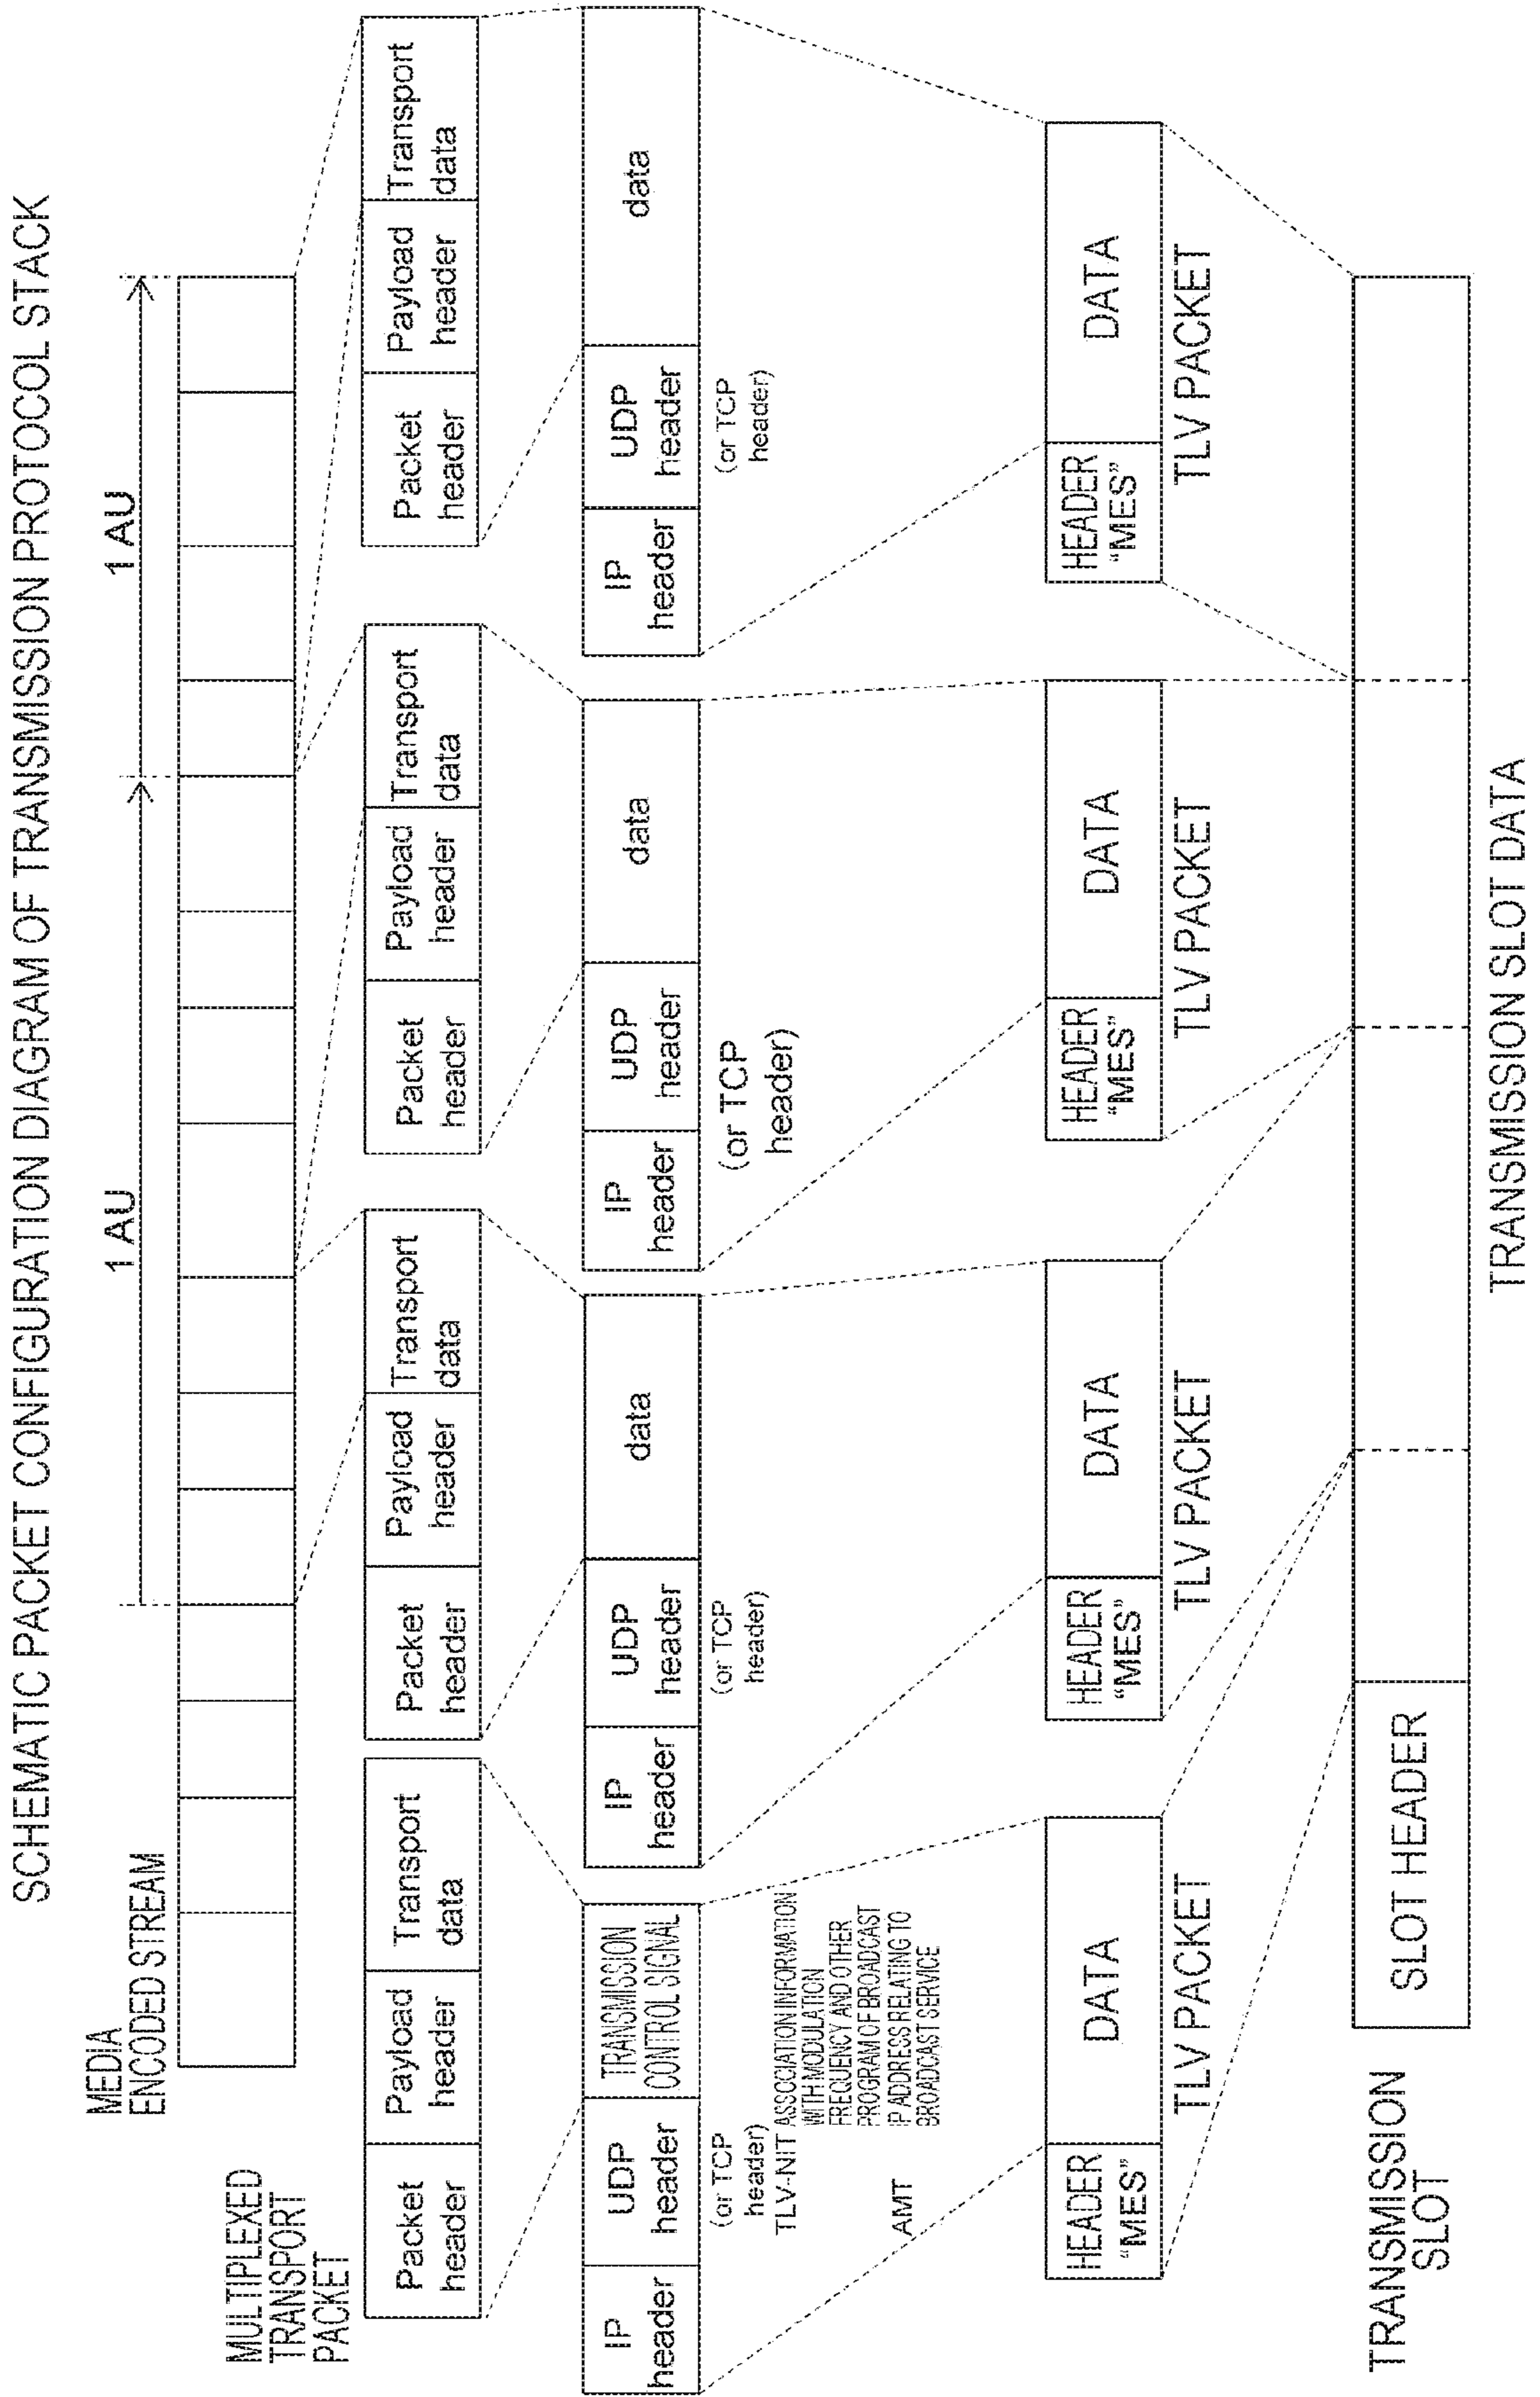 SCHEMATIC PACKET CONFIGURATION DIAGRAM OF TRANSMISSION PROTOCOL STACK
MEDIA
ENCODED STREAM
1 AU
1 AU
MULTIPLEXED
TRANSPORT
PACKET
Packet
header
Payload
header
Transport
data
Packet
header
Payload
header
Transport
data
Packet
header
Payload
header
Transport
data
Packet
header
Payload
header
Transport
data
IP
header
UDP
header
TRANSMISSION
CONTROL SIGNAL
IP
header
UDP
header
data
IP
header
UDP
header
data
IP
header
UDP
header
data
(or TCP
header)
TLV-NIT ASSOCIATION INFORMATION
WITH MODULATION
FREQUENCY AND OTHER
PROGRAM OF BROADCAST
AMT IP ADDRESS RELATING TO
BROADCAST SERVICE
(or TCP
header)
(or TCP
header)
(or TCP
header)
HEADER
“MES”
DATA
TLV PACKET
HEADER
“MES”
DATA
TLV PACKET
HEADER
“MES”
DATA
TLV PACKET
HEADER
“MES”
DATA
TLV PACKET
TRANSMISSION
SLOT
SLOT HEADER
TRANSMISSION SLOT DATA